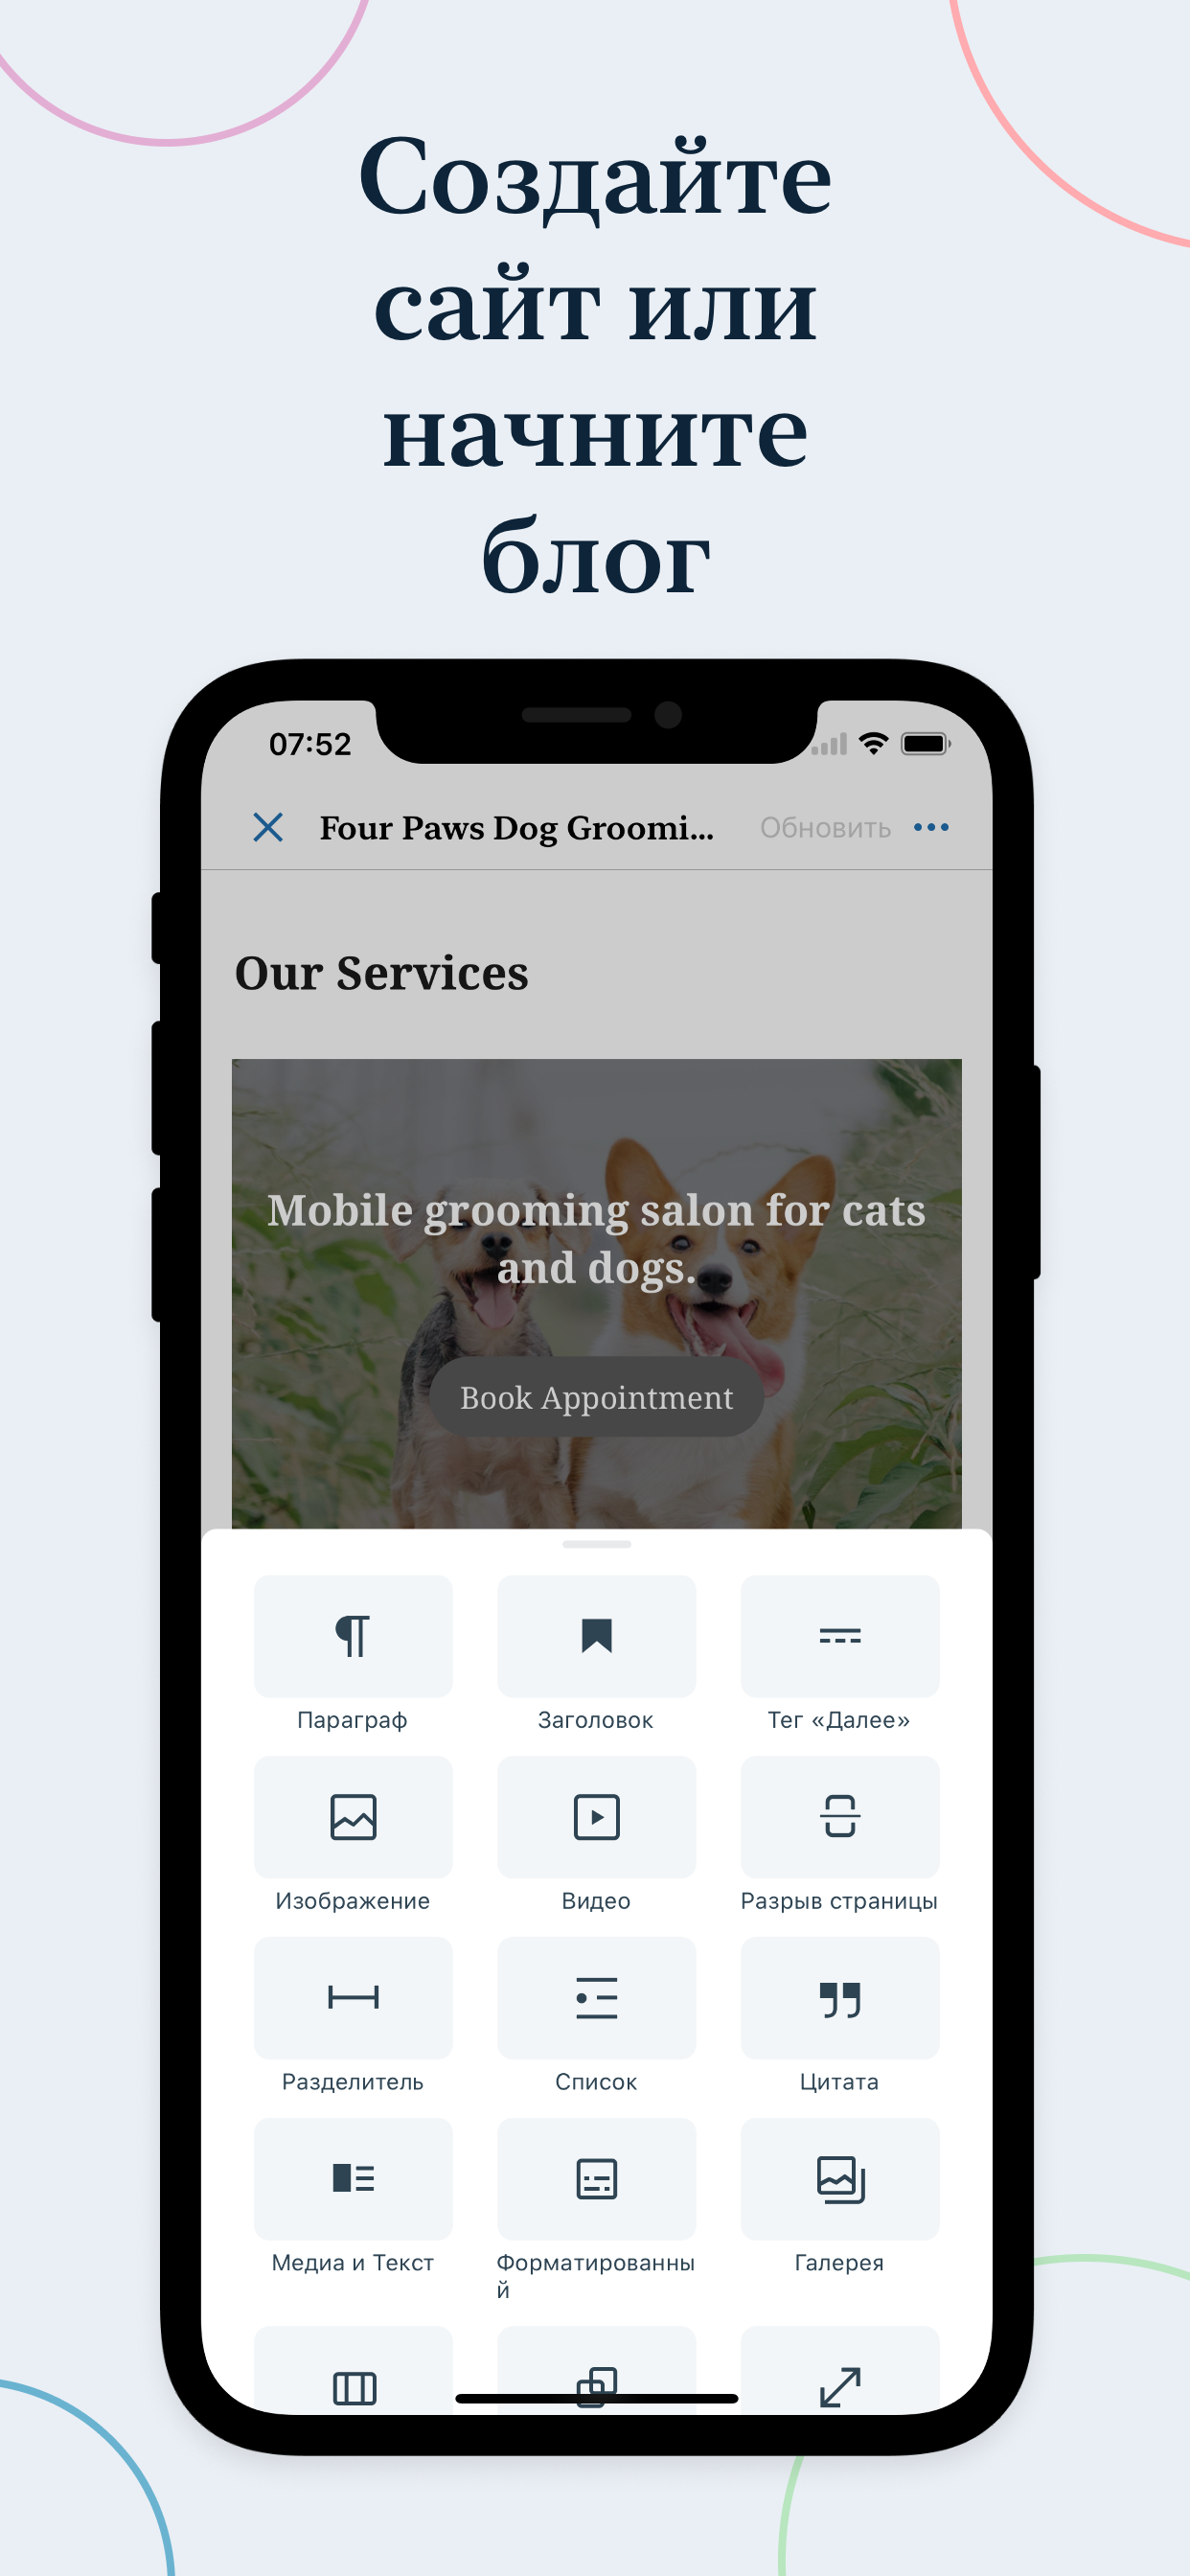 Создайте
сайт или
начните
блог
07:52
Four Paws Dog Groomi...
Обновить
Our Services
Mobile grooming salon for cats
and dogs.
Book Appointment
Параграф
Заголовок
Тег «Далее»
Изображение
Видео
Разрыв страницы
Разделитель
Список
Цитата
Медиа и Текст
Форматированны
й
Галерея